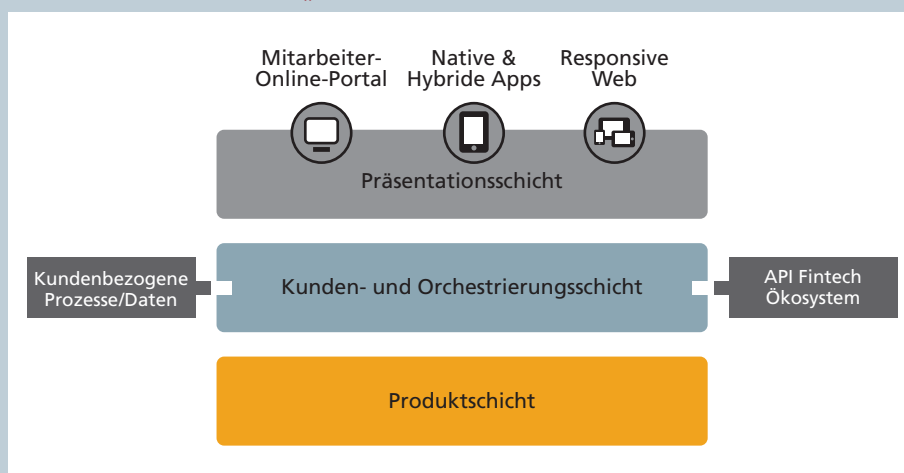 Mitarbeiter-
Online-Portal
Native &
Hybride Apps
Responsive
Web
Präsentationsschicht
Kundenbezogene
Prozesse/Daten
Kunden- und Orchestrierungsschicht
API Fintech
Ökosystem
Produktschicht